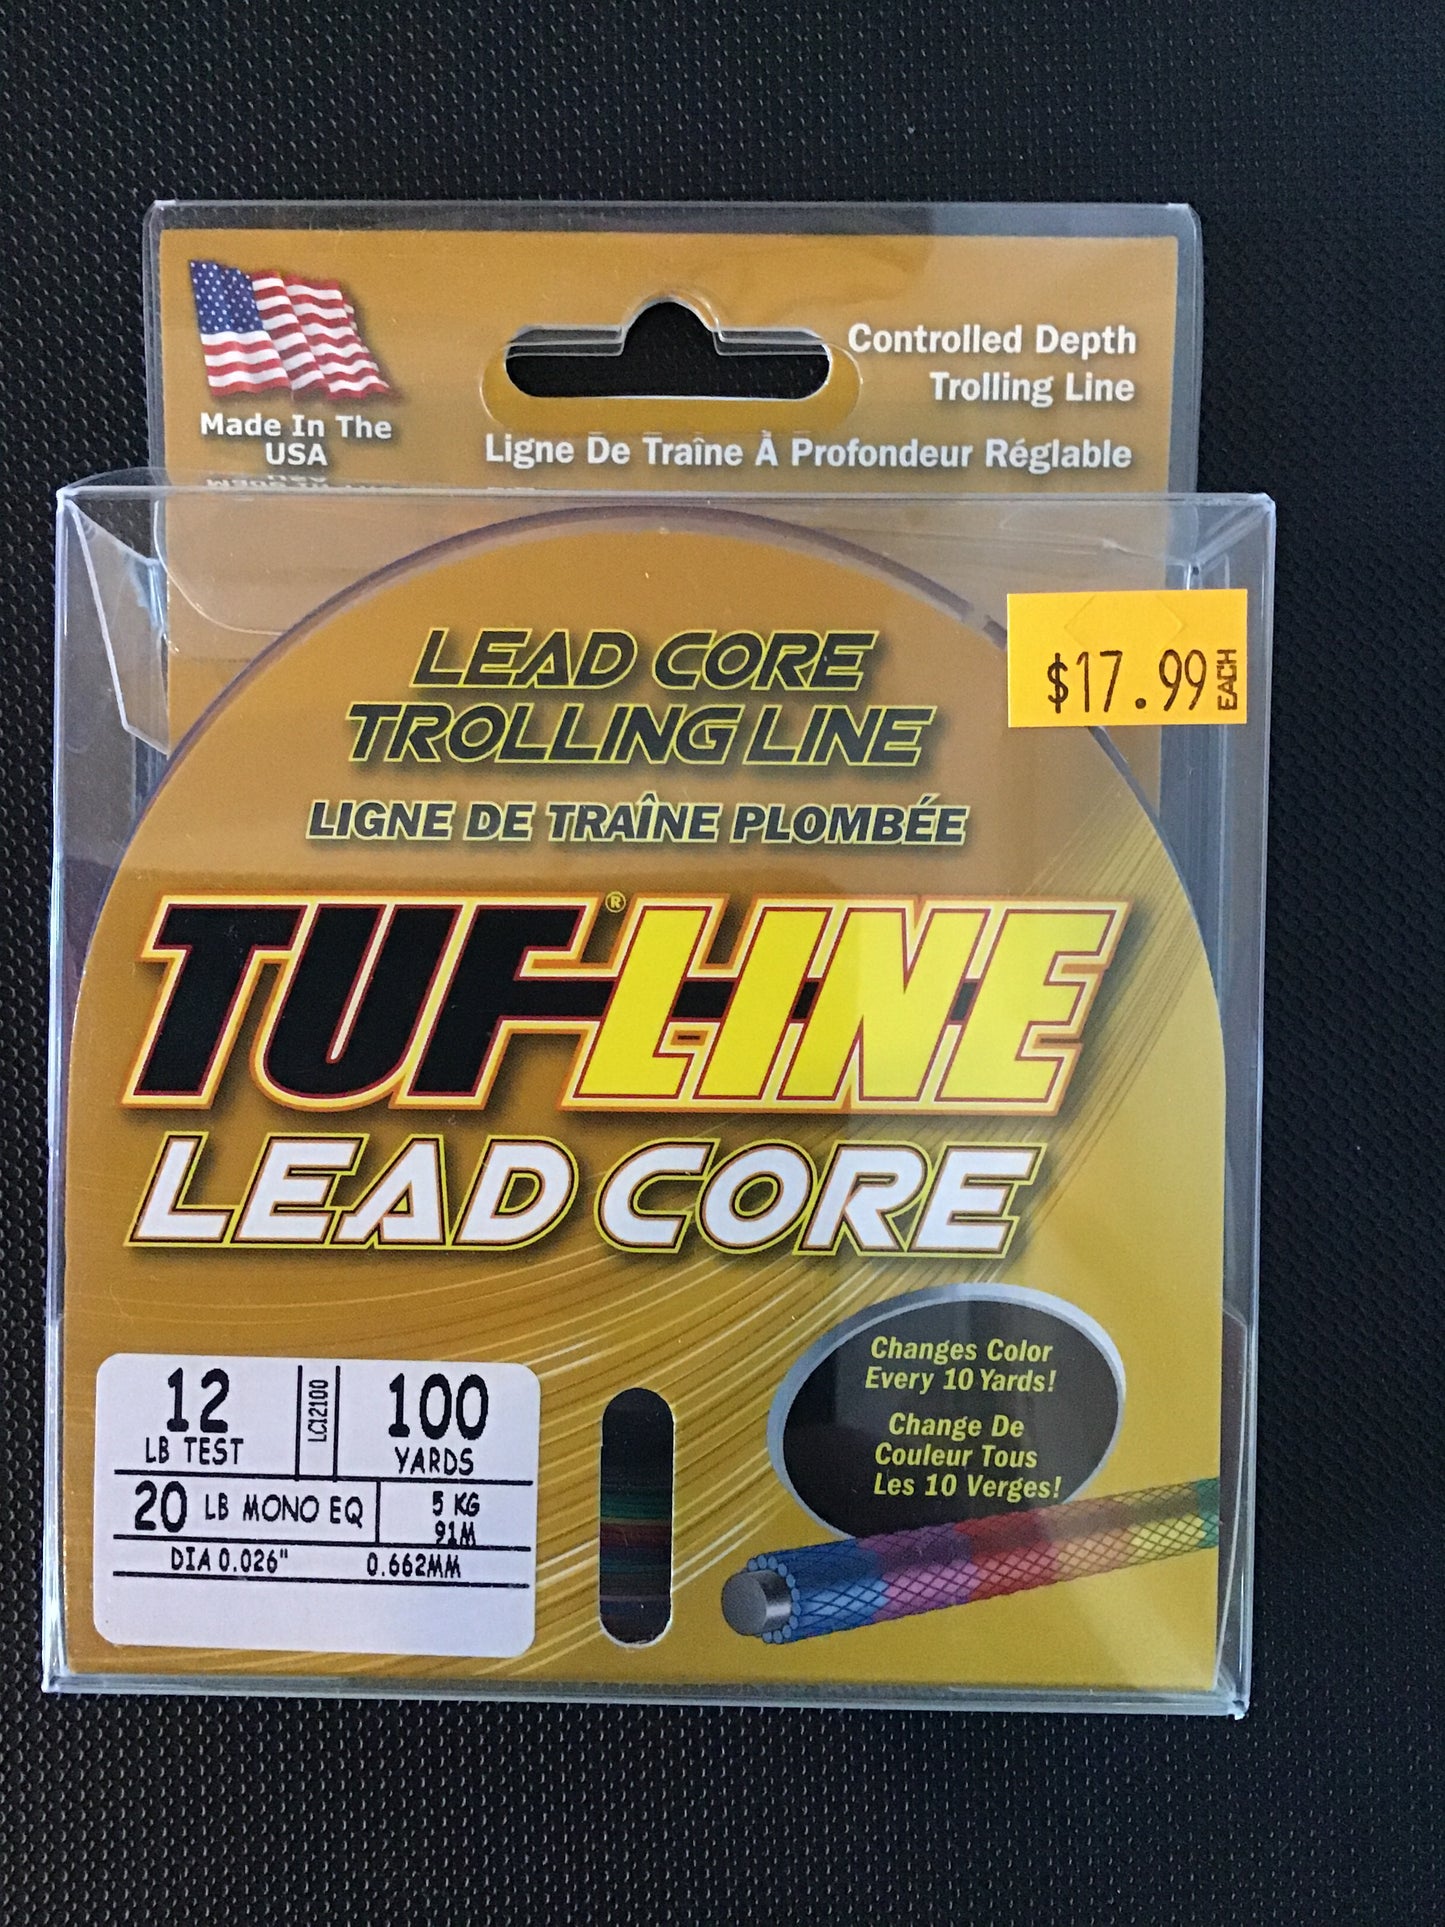 Made In The
USA
Controlled Depth
Trolling Line
Ligne De Traîne À Profondeur Réglable
$17.99 EACH
LEAD CORE
TROLLING LINE
LIGNE DE TRAÎNE PLOMBÉE
TUF-LINE®
LEAD CORE
Changes Color
Every 10 Yards!
Change De
Couleur Tous
Les 10 Verges!
12
LB TEST
LC12100
100
YARDS
20 LB MONO EQ
5 KG
91M
DIA 0.026" 0.662MM